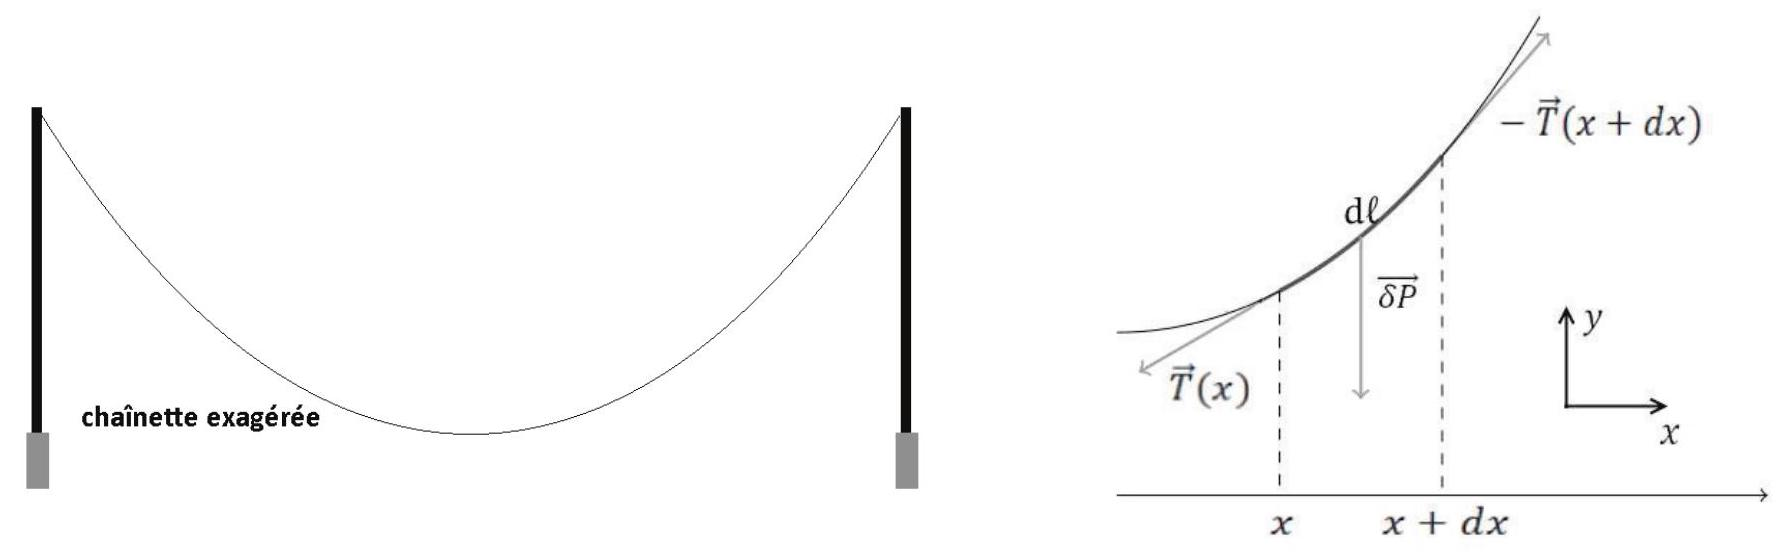 chaînette exagérée
− T⃗(x + dx)
dℓ
δP⃗
y
T⃗(x)
x
x
x + dx